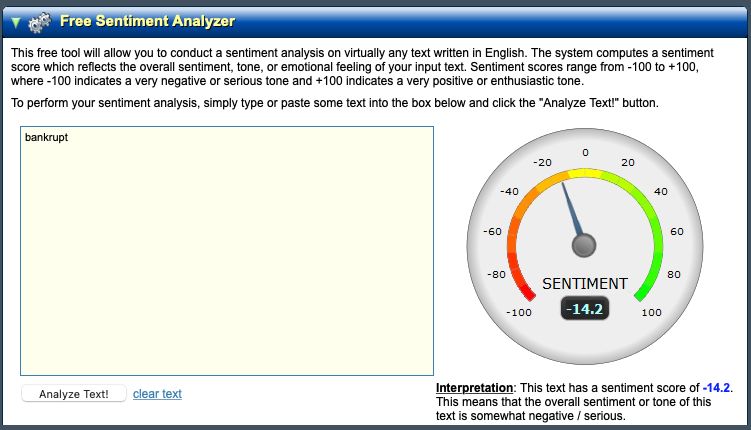 Free Sentiment Analyzer
This free tool will allow you to conduct a sentiment analysis on virtually any text written in English. The system computes a sentiment
score which reflects the overall sentiment, tone, or emotional feeling of your input text. Sentiment scores range from -100 to +100,
where -100 indicates a very negative or serious tone and +100 indicates a very positive or enthusiastic tone.
To perform your sentiment analysis, simply type or paste some text into the box below and click the "Analyze Text!" button.
bankrupt
0
-20
20
-40
40
-60
60
-80
80
SENTIMENT
-100
-14.2
100
Analyze Text!
clear text
Interpretation: This text has a sentiment score of -14.2.
This means that the overall sentiment or tone of this
text is somewhat negative / serious.